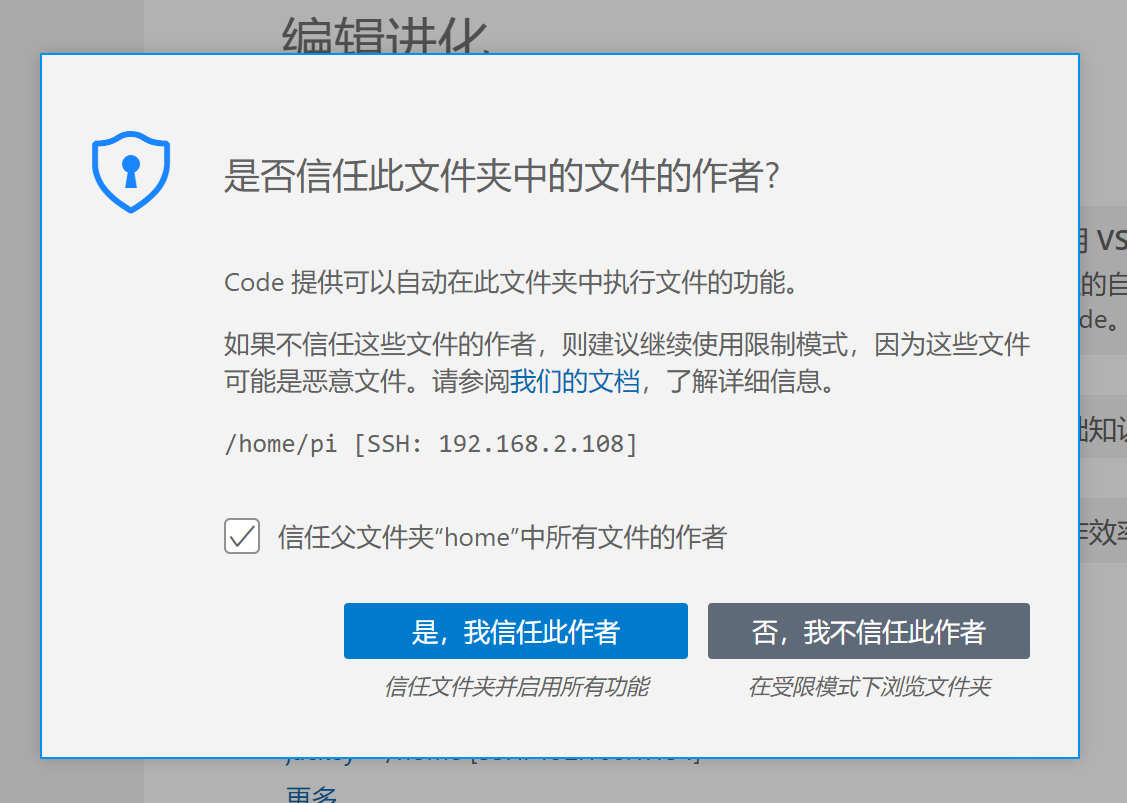 编辑进化
是否信任此文件夹中的文件的作者?
Code 提供可以自动在此文件夹中执行文件的功能。
如果不信任这些文件的作者，则建议继续使用限制模式，因为这些文件
可能是恶意文件。请参阅我们的文档，了解详细信息。
/home/pi [SSH: 192.168.2.108]
信任父文件夹“home”中所有文件的作者
是，我信任此作者
否，我不信任此作者
信任文件夹并启用所有功能
在受限模式下浏览文件夹
VS
的自
de。
知识
效率
更多